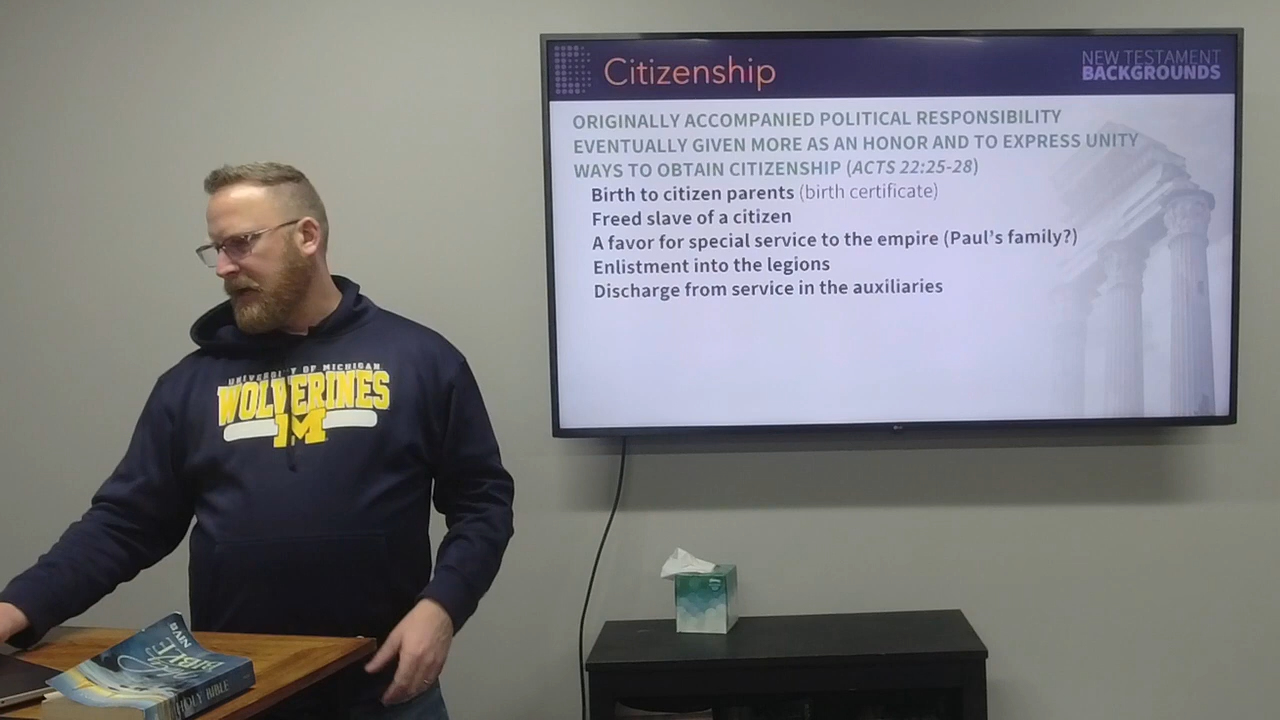 Citizenship
NEW TESTAMENT
BACKGROUNDS
ORIGINALLY ACCOMPANIED POLITICAL RESPONSIBILITY
EVENTUALLY GIVEN MORE AS AN HONOR AND TO EXPRESS UNITY
WAYS TO OBTAIN CITIZENSHIP (ACTS 22:25-28)
Birth to citizen parents (birth certificate)
Freed slave of a citizen
A favor for special service to the empire (Paul's family?)
Enlistment into the legions
Discharge from service in the auxiliaries
LG
UNIVERSITY OF MICHIGAN
WOLVERINES
M
NIV
Holy
BIBLE
HOLY BIBLE